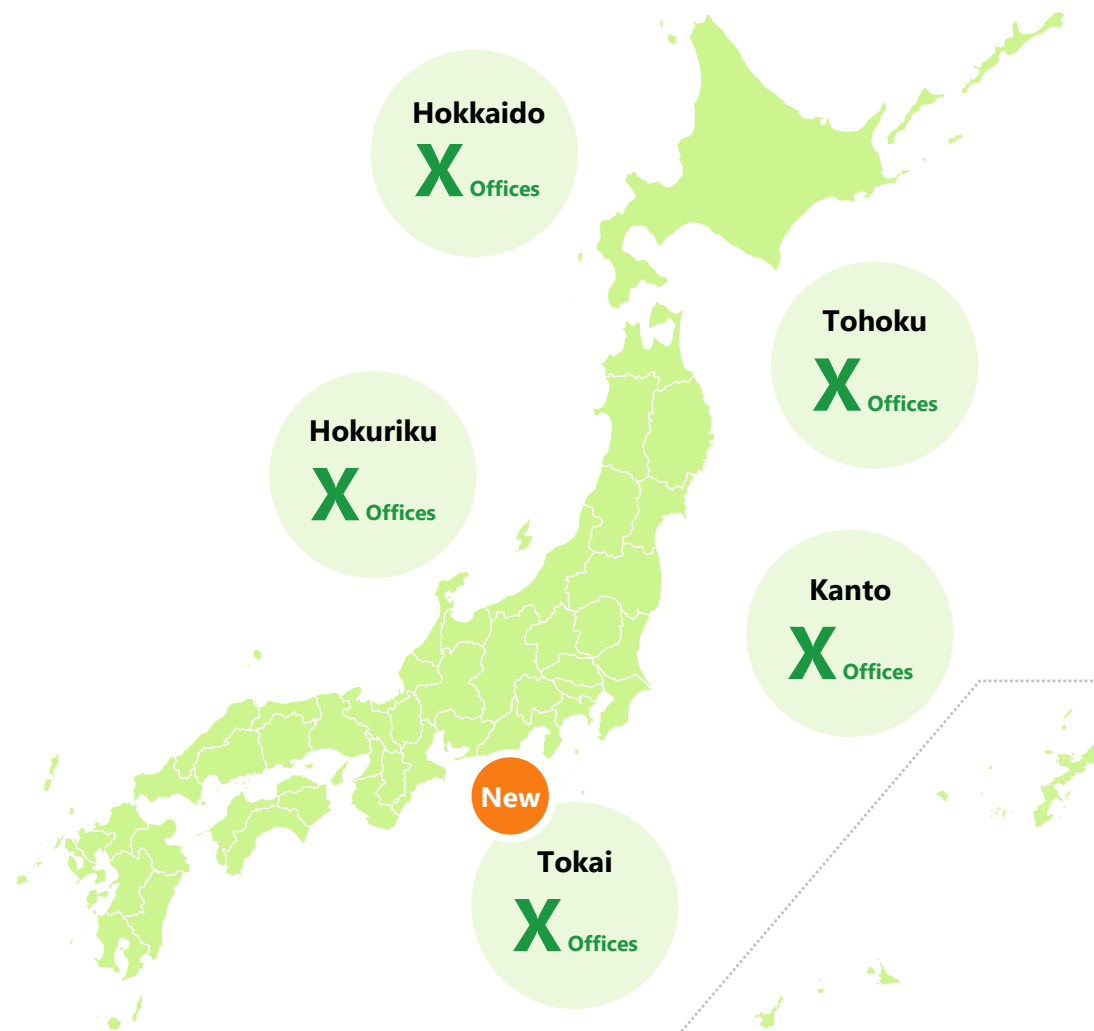 Hokkaido
X Offices
Tohoku
X Offices
Hokuriku
X Offices
Kanto
X Offices
New
Tokai
X Offices